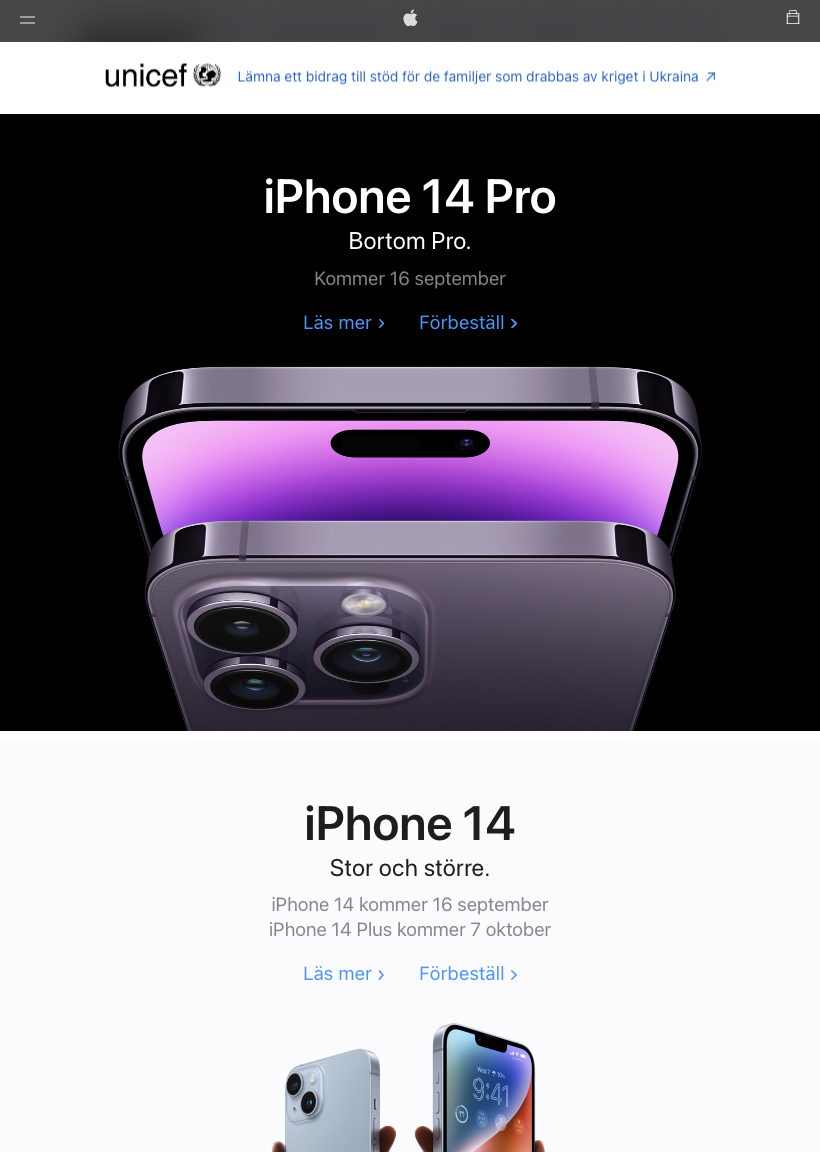 unicef
Lämna ett bidrag till stöd för de familjer som drabbas av kriget i Ukraina
iPhone 14 Pro
Bortom Pro.
Kommer 16 september
Läs mer
Förbeställ
iPhone 14
Stor och större.
iPhone 14 kommer 16 september
iPhone 14 Plus kommer 7 oktober
Läs mer
Förbeställ
9:41